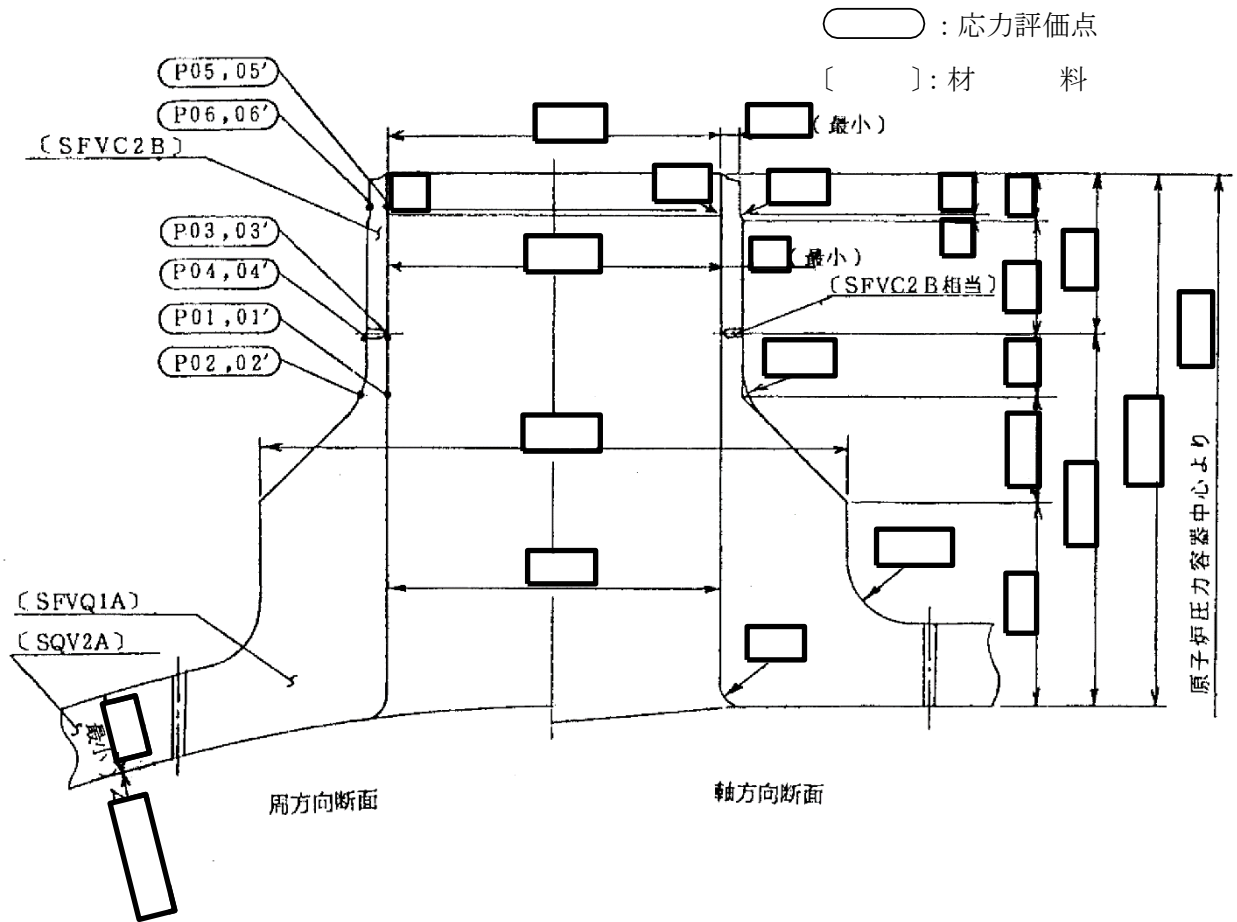 ：応力評価点
〔　　〕：材　　料
P05,05′
P06,06′
〔SFVC2B〕
（最小）
P03,03′
P04,04′
（最小）
〔SFVC2B相当〕
P01,01′
P02,02′
原子炉圧力容器中心より
〔SFVQ1A〕
〔SQV2A〕
最小
周方向断面
軸方向断面